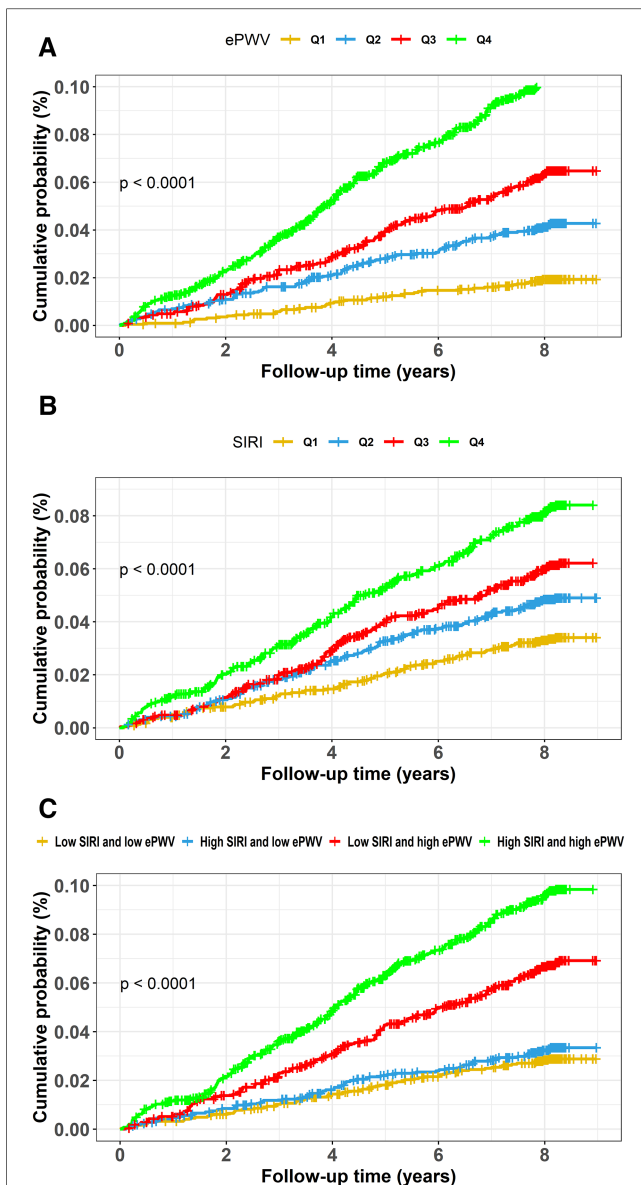 A
ePWV Q1 Q2 Q3 Q4
Cumulative probability (%)
0.10
0.08
0.06
0.04
0.02
0.00
p < 0.0001
0 2 4 6 8
Follow-up time (years)
B
SIRI Q1 Q2 Q3 Q4
Cumulative probability (%)
0.08
0.06
0.04
0.02
0.00
p < 0.0001
0 2 4 6 8
Follow-up time (years)
C
Low SIRI and low ePWV High SIRI and low ePWV Low SIRI and high ePWV High SIRI and high ePWV
Cumulative probability (%)
0.10
0.08
0.06
0.04
0.02
0.00
p < 0.0001
0 2 4 6 8
Follow-up time (years)